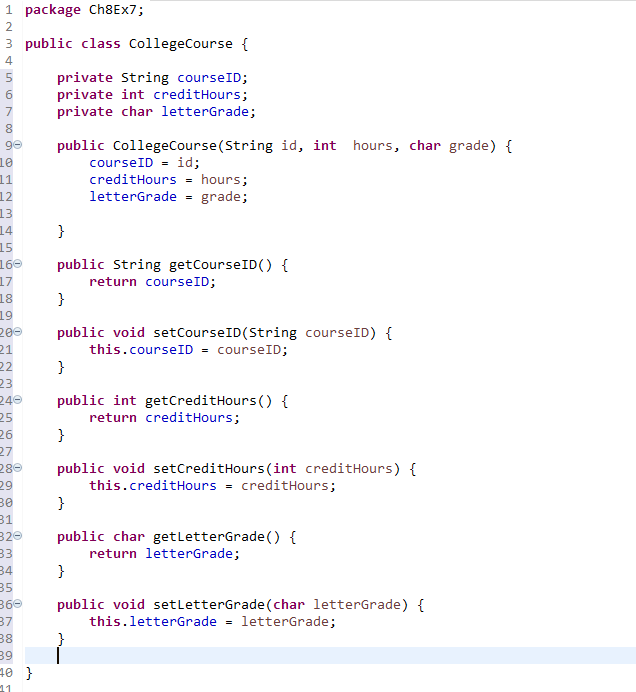 1 package Ch8Ex7;
2
3 public class CollegeCourse {
4
5     private String courseID;
6     private int creditHours;
7     private char letterGrade;
8
9     public CollegeCourse(String id, int  hours, char grade) {
10         courseID = id;
11         creditHours = hours;
12         letterGrade = grade;
13
14     }
15
16     public String getCourseID() {
17         return courseID;
18     }
19
20     public void setCourseID(String courseID) {
21         this.courseID = courseID;
22     }
23
24     public int getCreditHours() {
25         return creditHours;
26     }
27
28     public void setCreditHours(int creditHours) {
29         this.creditHours = creditHours;
30     }
31
32     public char getLetterGrade() {
33         return letterGrade;
34     }
35
36     public void setLetterGrade(char letterGrade) {
37         this.letterGrade = letterGrade;
38     }
39
40 }
41